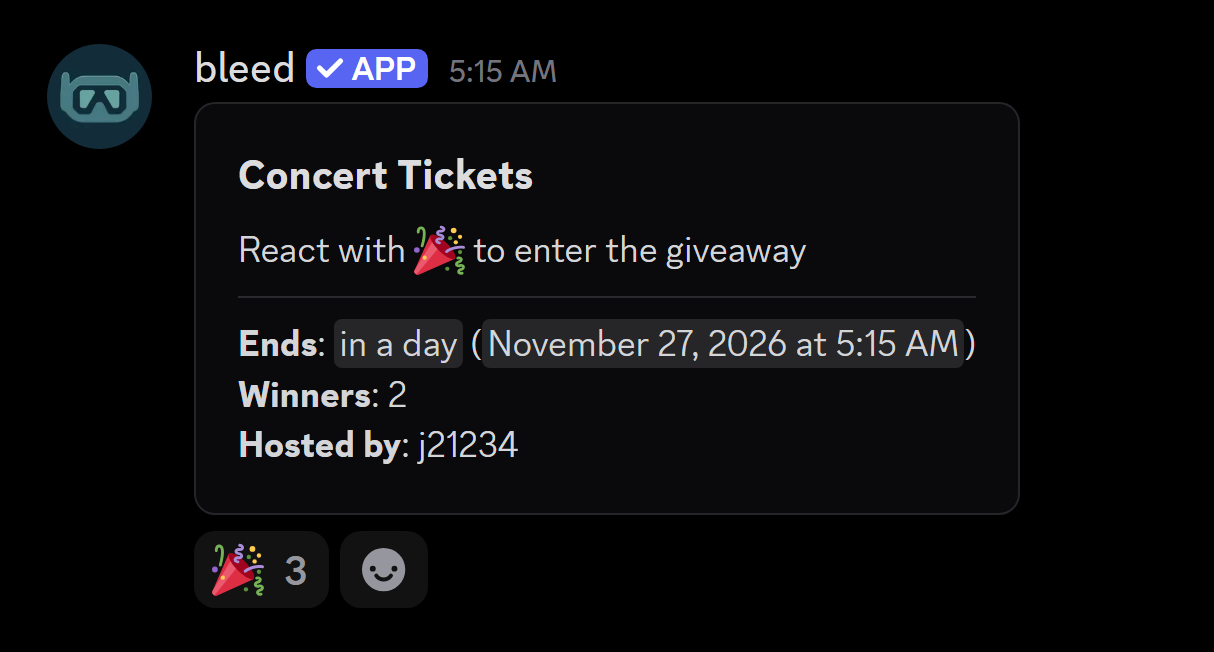 bleed ✓ APP 5:15 AM
Concert Tickets
React with 🎉 to enter the giveaway
Ends: in a day (November 27, 2026 at 5:15 AM)
Winners: 2
Hosted by: j21234
🎉 3